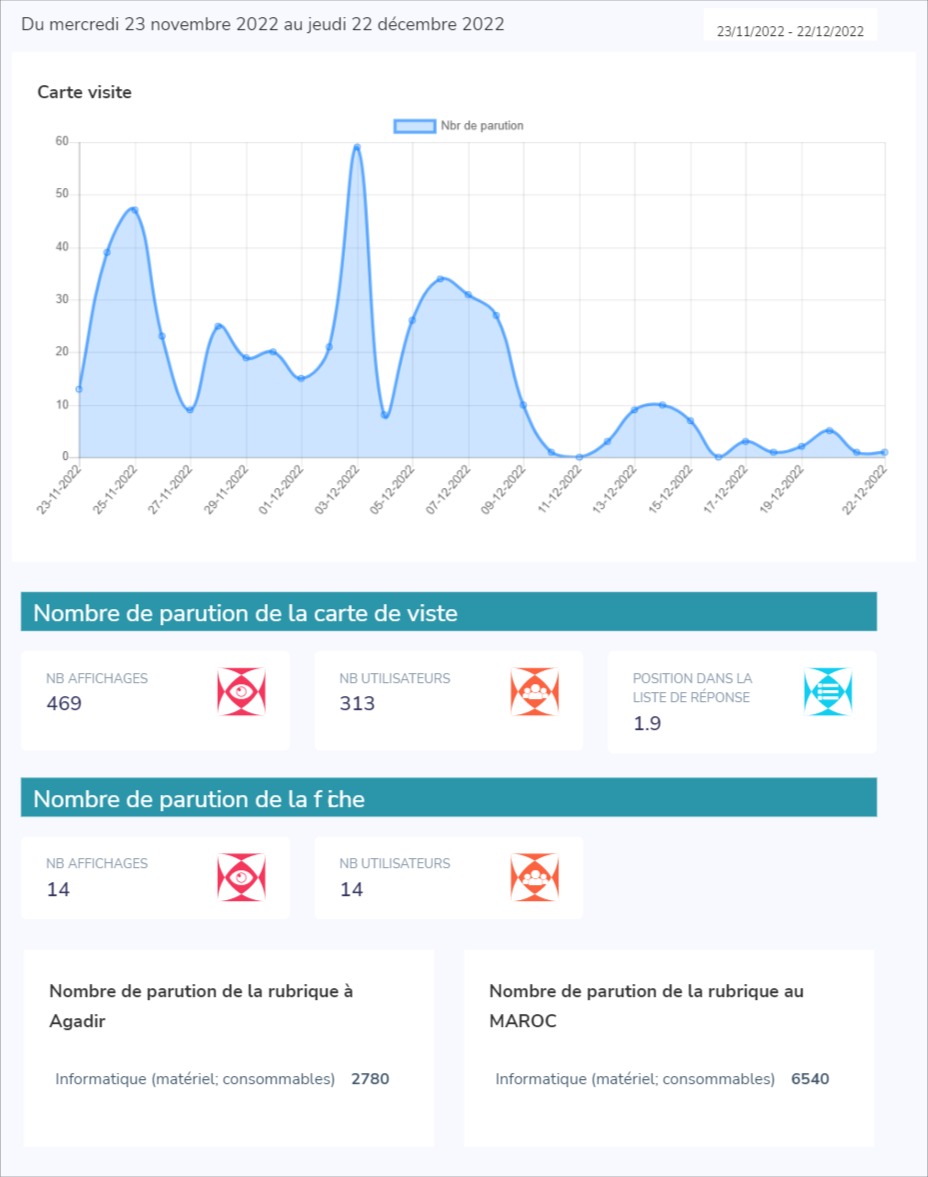 Du mercredi 23 novembre 2022 au jeudi 22 décembre 2022
23/11/2022 - 22/12/2022
Carte visite
Nbr de parution
60
50
40
30
20
10
0
23-11-2022
25-11-2022
27-11-2022
29-11-2022
01-12-2022
03-12-2022
05-12-2022
07-12-2022
09-12-2022
11-12-2022
13-12-2022
15-12-2022
17-12-2022
19-12-2022
22-12-2022
Nombre de parution de la carte de viste
NB AFFICHAGES
469
NB UTILISATEURS
313
POSITION DANS LA
LISTE DE RÉPONSE
1.9
Nombre de parution de la fiche
NB AFFICHAGES
14
NB UTILISATEURS
14
Nombre de parution de la rubrique à
Agadir
Informatique (matériel; consommables) 2780
Nombre de parution de la rubrique au
MAROC
Informatique (matériel; consommables) 6540